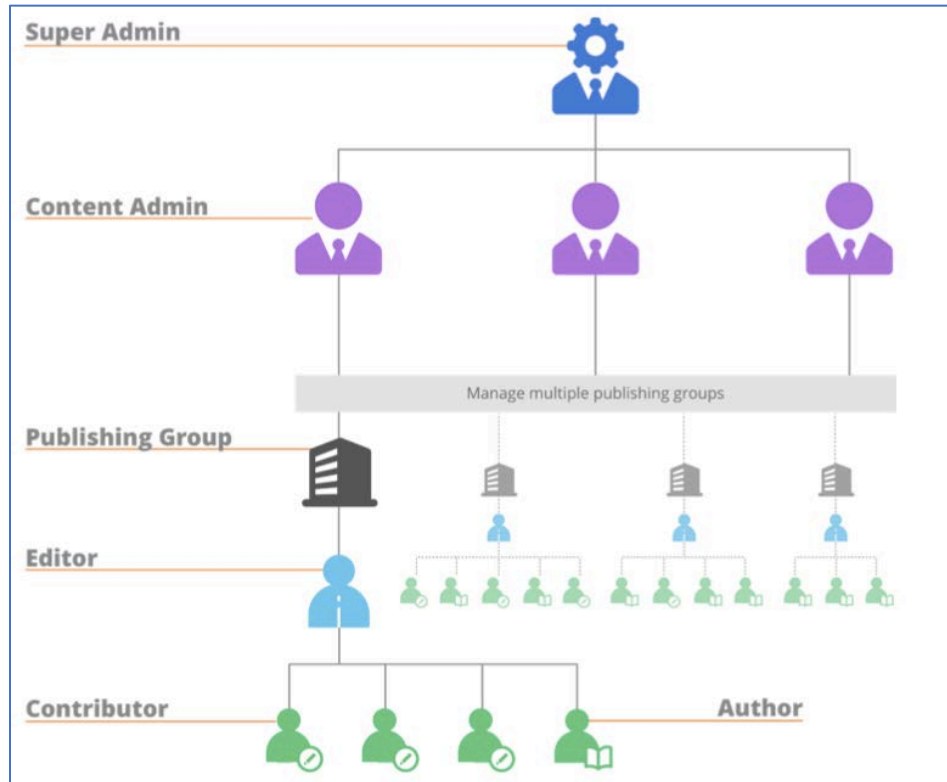 Super Admin
Content Admin
Manage multiple publishing groups
Publishing Group
Editor
Contributor
Author